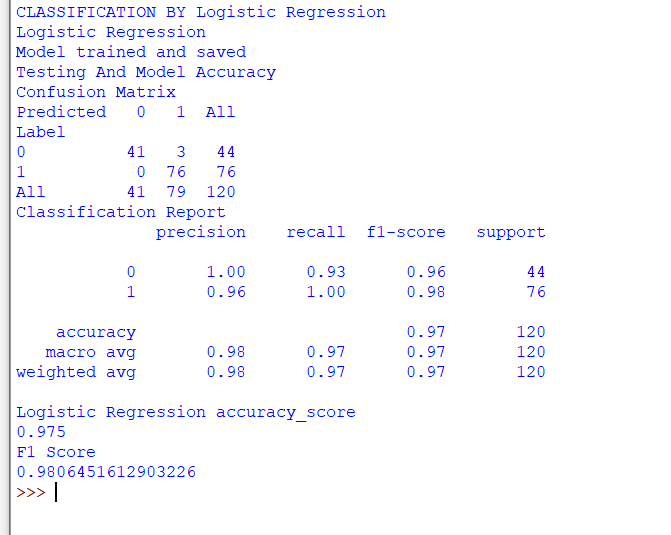 CLASSIFICATION BY Logistic Regression
Logistic Regression
Model trained and saved
Testing And Model Accuracy
Confusion Matrix
Predicted   0   1  All
Label
0          41   3   44
1           0  76   76
All        41  79  120
Classification Report
              precision    recall  f1-score   support
           0       1.00      0.93      0.96        44
           1       0.96      1.00      0.98        76
    accuracy                           0.97       120
   macro avg       0.98      0.97      0.97       120
weighted avg       0.98      0.97      0.97       120
Logistic Regression accuracy_score
0.975
F1 Score
0.9806451612903226
>>>